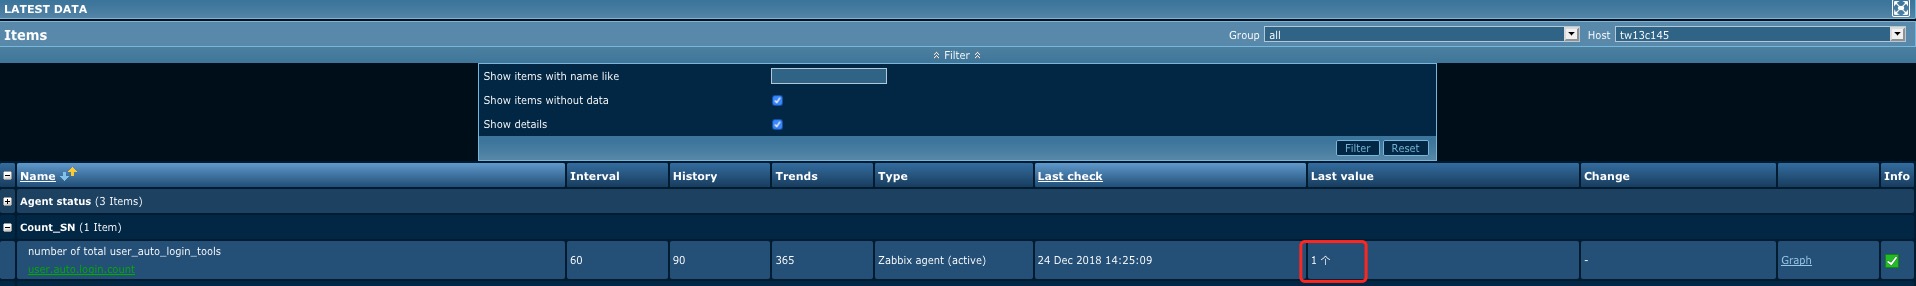 LATEST DATA
Items
Group all Host tw13c145
Filter
Show items with name like
Show items without data
Show details
Filter Reset
Name Interval History Trends Type Last check Last value Change Info
Agent status (3 Items)
Count_SN (1 Item)
number of total user_auto_login_tools
user.auto.login.count
60 90 365 Zabbix agent (active) 24 Dec 2018 14:25:09 1 个 - Graph